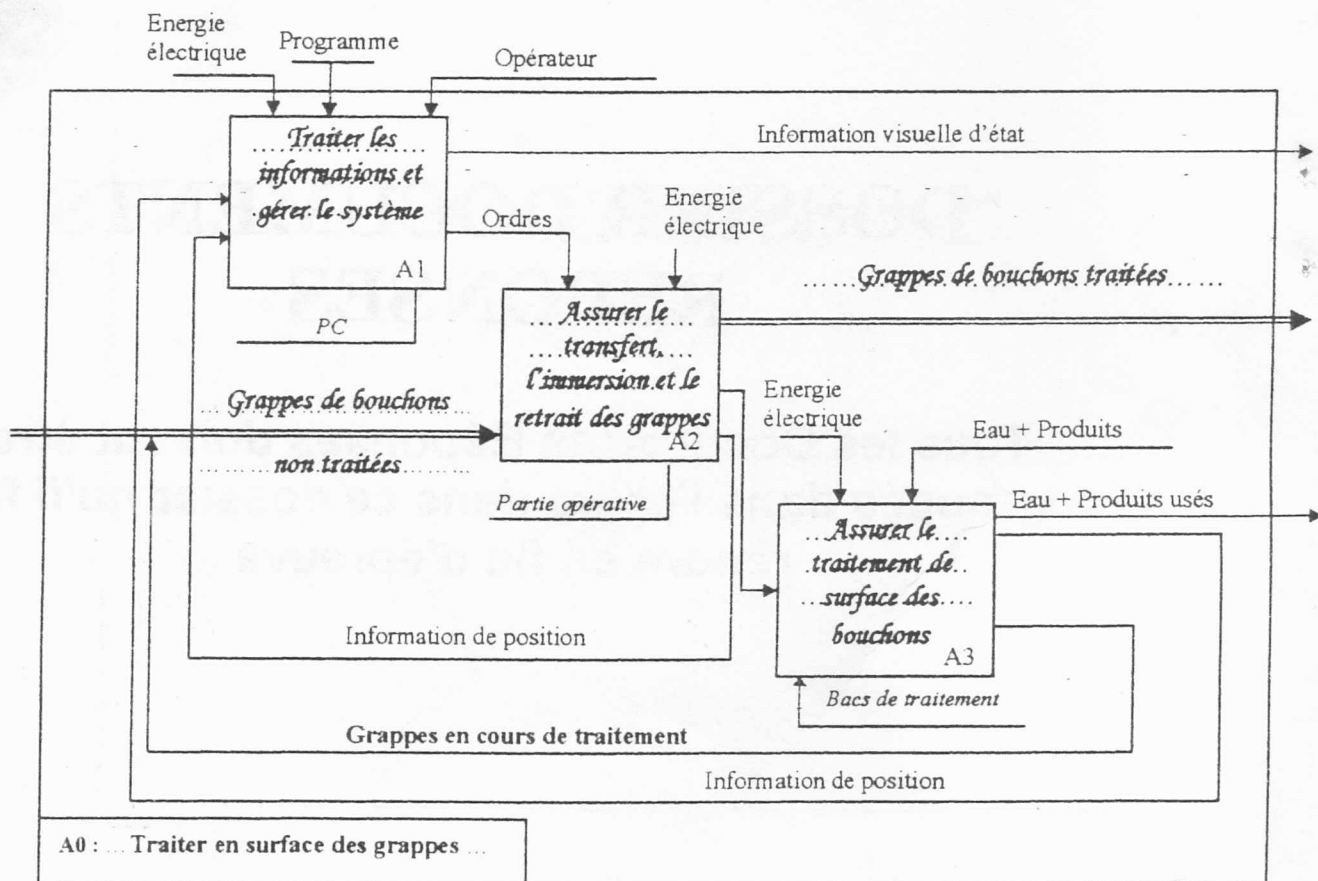 Energie
électrique
Programme
Opérateur
Traiter les
informations et
gérer le système
A1
Information visuelle d'état
Ordres
Energie
électrique
Grappes de bouchons traitées
PC
Assurer le
transfert,
l'immersion et le
retrait des grappes
A2
Grappes de bouchons
non traitées
Energie
électrique
Eau + Produits
Partie opérative
Eau + Produits usés
Assurer le
traitement de
surface des
bouchons
A3
Information de position
Bacs de traitement
Grappes en cours de traitement
Information de position
A0 : ... Traiter en surface des grappes ...